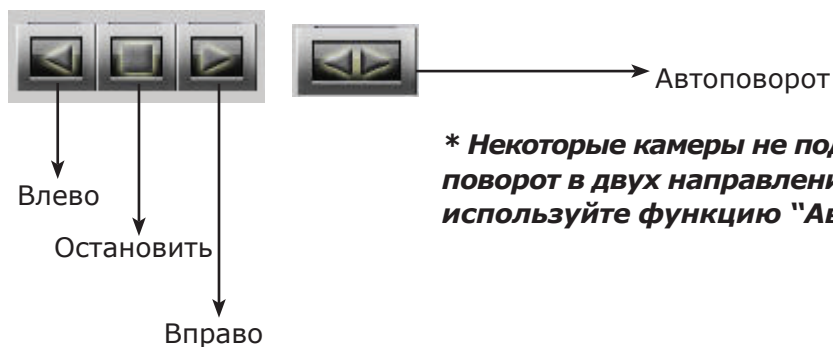 Автоповорот
* Некоторые камеры не
поворот в двух
используйте функцию
Влево
Остановить
Вправо